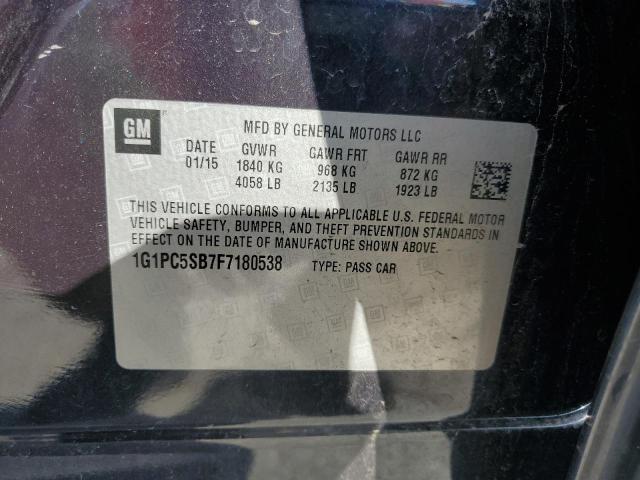 GM
MFD BY GENERAL MOTORS LLC
DATE GVWR GAWR FRT GAWR RR
01/15 1840 KG 968 KG 872 KG
4058 LB 2135 LB 1923 LB
THIS VEHICLE CONFORMS TO ALL APPLICABLE U.S. FEDERAL MOTOR
VEHICLE SAFETY, BUMPER, AND THEFT PREVENTION STANDARDS IN
EFFECT ON THE DATE OF MANUFACTURE SHOWN ABOVE.
1G1PC5SB7F7180538 TYPE: PASS CAR